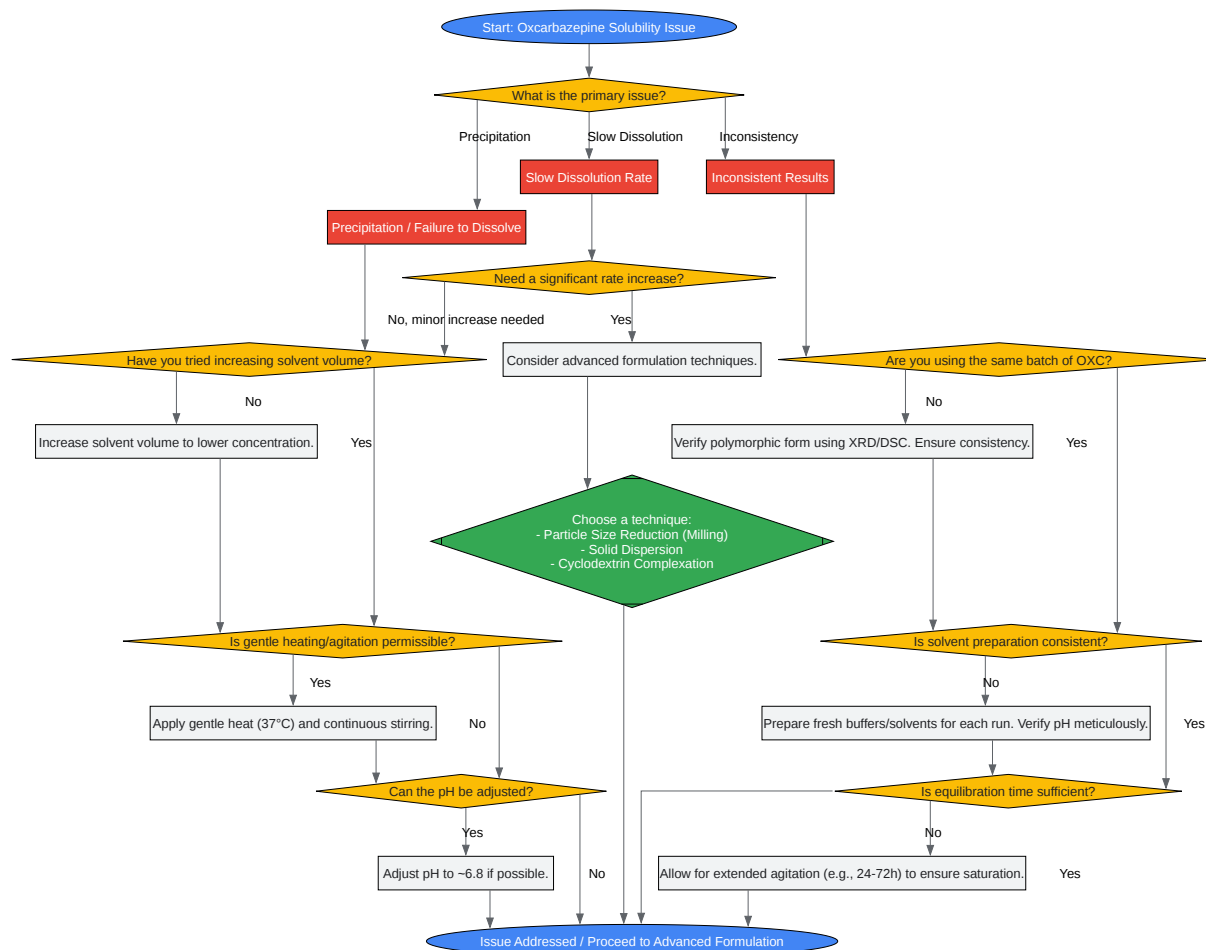 Start: Oxcarbazepine Solubility Issue
What is the primary issue?
Precipitation
Slow Dissolution
Inconsistency
Slow Dissolution Rate
Inconsistent Results
Precipitation / Failure to Dissolve
Need a significant rate increase?
No, minor increase needed
Yes
Have you tried increasing solvent volume?
Consider advanced formulation techniques.
Are you using the same batch of OXC?
No
No
Increase solvent volume to lower concentration.
Yes
Verify polymorphic form using XRD/DSC. Ensure consistency.
Yes
Choose a technique:
- Particle Size Reduction (Milling)
- Solid Dispersion
- Cyclodextrin Complexation
Is gentle heating/agitation permissible?
Is solvent preparation consistent?
Yes
No
Apply gentle heat (37°C) and continuous stirring.
No
Prepare fresh buffers/solvents for each run. Verify pH meticulously.
Yes
Can the pH be adjusted?
Is equilibration time sufficient?
Yes
No
Adjust pH to ~6.8 if possible.
No
Allow for extended agitation (e.g., 24-72h) to ensure saturation.
Yes
Issue Addressed / Proceed to Advanced Formulation